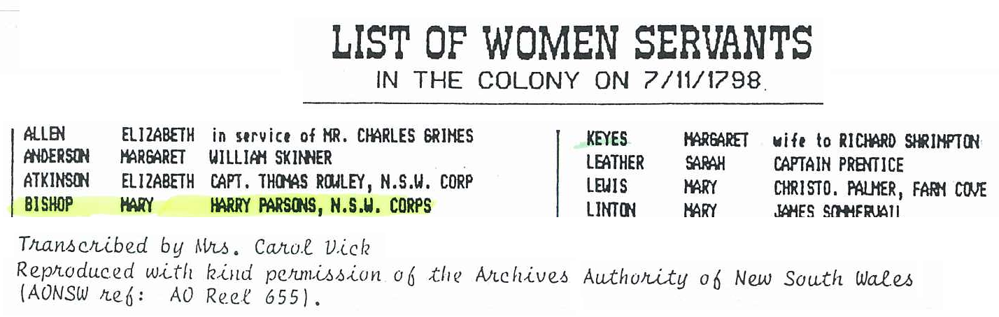 LIST OF WOMEN SERVANTS
IN THE COLONY ON 7/11/1798.
ALLEN ELIZABETH in service of MR. CHARLES GRIMES
ANDERSON MARGARET WILLIAM SKINNER
ATKINSON ELIZABETH CAPT. THOMAS ROWLEY, N.S.W. CORP
BISHOP MARY HARRY PARSONS, N.S.W. CORPS
KEYES MARGARET wife to RICHARD SHRIMPTON
LEATHER SARAH CAPTAIN PRENTICE
LEWIS MARY CHRISTO. PALMER, FARM COVE
LINTON MARY JAMES SOMMERVAIL
Transcribed by Mrs. Carol Vick
Reproduced with kind permission of the Archives Authority of New South Wales
(AONSW ref: AO Reel 655).